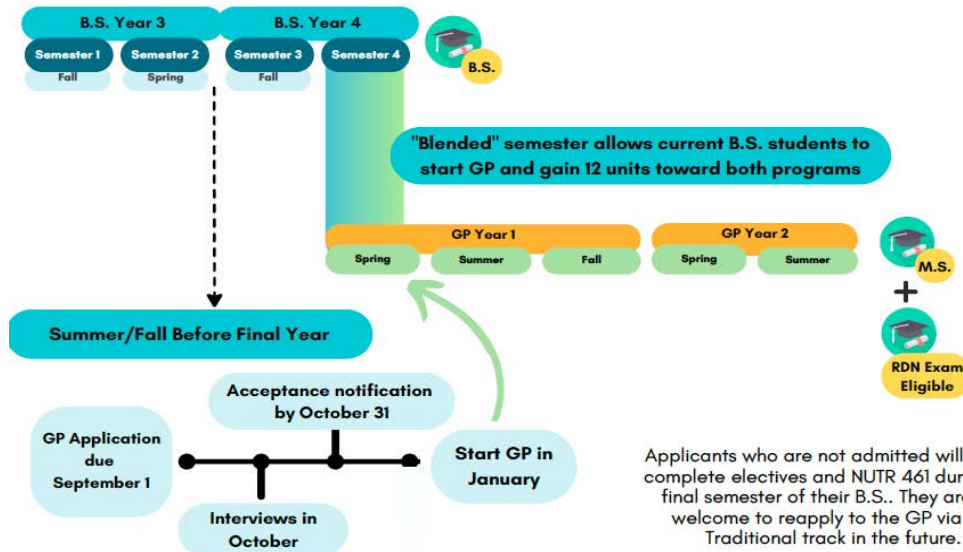 B.S. Year 3
B.S. Year 4
Semester 1
Semester 2
Semester 3
Semester 4
Fall
Spring
Fall
B.S.
"Blended" semester allows current B.S. students to
start GP and gain 12 units toward both programs
GP Year 1
GP Year 2
Spring
Summer
Fall
Spring
Summer
M.S.
+
RDN Exam
Eligible
Summer/Fall Before Final Year
Acceptance notification
by October 31
GP Application
due
September 1
Interviews in
October
Start GP in
January
Applicants who are not admitted will
complete electives and NUTR 461 dur
final semester of their B.S.. They are
welcome to reapply to the GP via
Traditional track in the future.